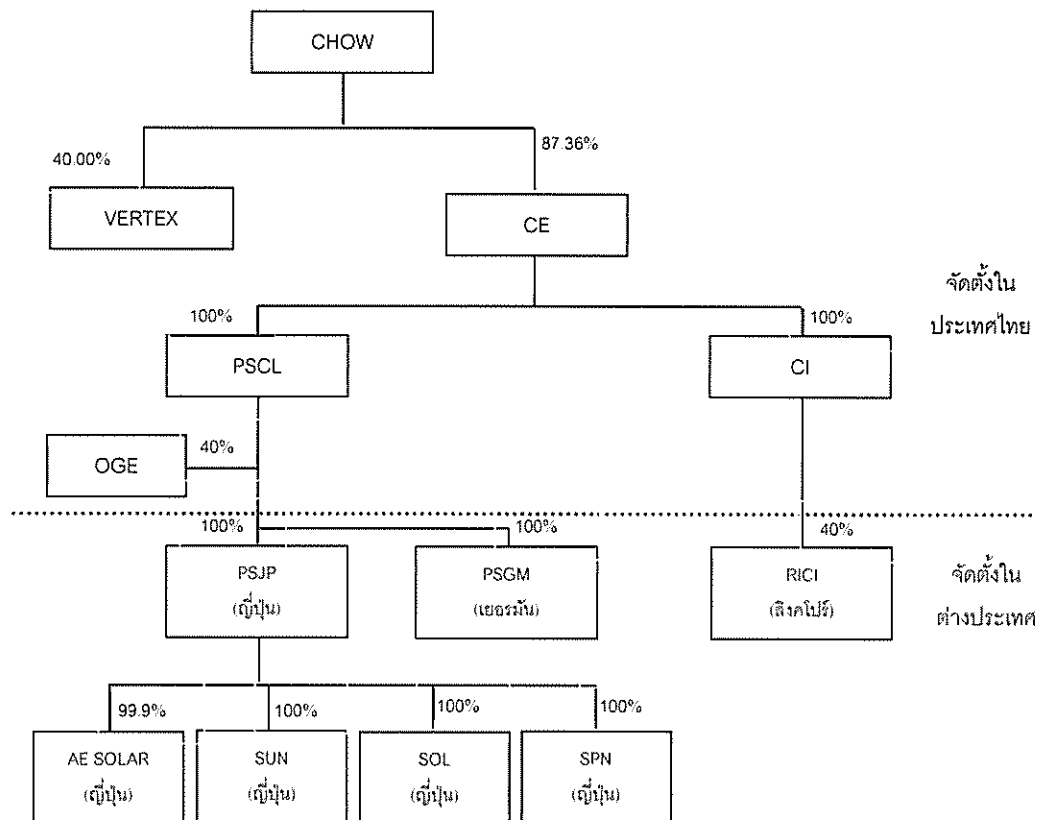 CHOW
40.00%
87.36%
VERTEX
CE
จัดตั้งใน
ประเทศไทย
100%
100%
PSCL
CI
OGE
40%
100%
100%
40%
PSJP
(ญี่ปุ่น)
PSGM
(เยอรมัน)
RICI
(สิงคโปร์)
จัดตั้งใน
ต่างประเทศ
99.9%
100%
100%
100%
AE SOLAR
(ญี่ปุ่น)
SUN
(ญี่ปุ่น)
SOL
(ญี่ปุ่น)
SPN
(ญี่ปุ่น)